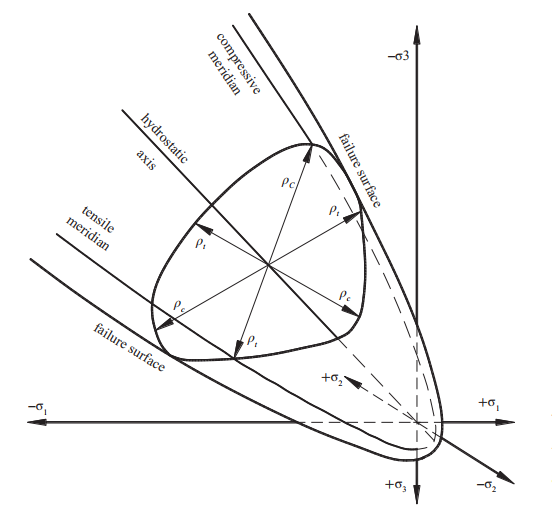 compressive
meridian
−σ3
hydrostatic
axis
failure surface
ρC
ρt
tensile
meridian
ρt
ρc
ρc
ρt
failure surface
+σ2
−σ1
+σ1
+σ3
−σ2